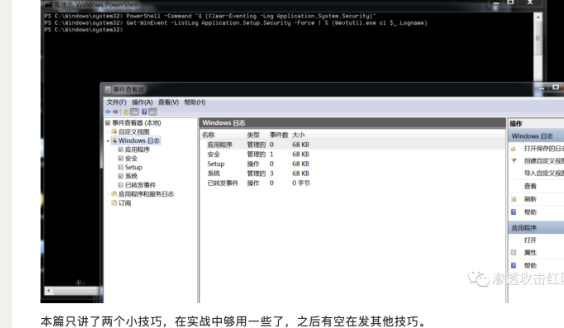 管理员: Windows PowerShell
PS C:\Windows\system32> PowerShell -Command "& {Clear-Eventlog -Log Application,System,Security}"
PS C:\Windows\system32> Get-WinEvent -ListLog Application,Setup,Security -Force | % {Wevtutil.exe cl $_.Logname}
PS C:\Windows\system32>
事件查看器
文件(F) 操作(A) 查看(V) 帮助(H)
事件查看器 (本地)
自定义视图
Windows 日志
应用程序
安全
Setup
系统
已转发事件
应用程序和服务日志
订阅
Windows 日志
名称 类型 事件数 大小
应用程序 管理的 0 68 KB
安全 管理的 1 68 KB
Setup 操作 0 68 KB
系统 管理的 3 68 KB
已转发事件 操作 0 0 字节
操作
Windows 日志
打开保存的日志
创建自定义视图
导入自定义视图
查看
刷新
帮助
应用程序
打开
属性
帮助
渗透攻击红队
本篇只讲了两个小技巧，在实战中够用一些了，之后有空在发其他技巧。